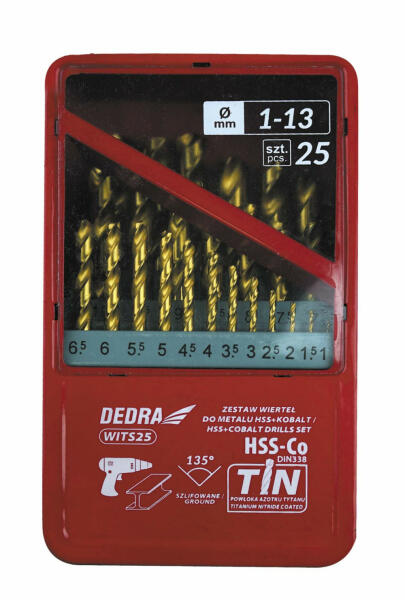 Ø mm 1-13
szt. pcs. 25
6.5 6 5.5 5 4.5 4 3.5 3 2.5 2 1.5 1
DEDRA
WITS25
ZESTAW WIERTEŁ
DO METALU HSS+KOBALT /
HSS+COBALT DRILLS SET
HSS-Co
DIN338
135°
SZLIFOWANE /
GROUND
TiN
POWŁOKA AZOTKU TYTANU
TITANIUM NITRIDE COATED